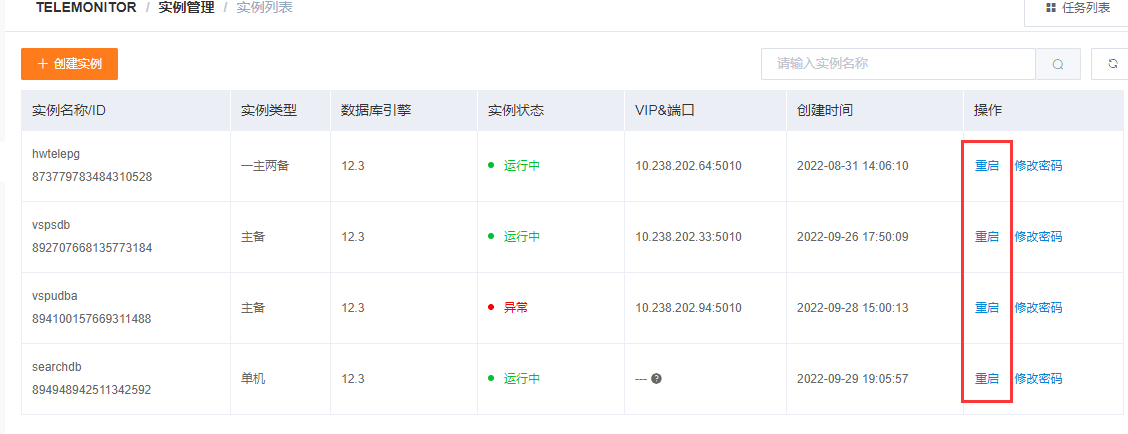 TELEMONITOR / 实例管理 / 实例列表
任务列表
+ 创建实例
请输入实例名称
实例名称/ID 实例类型 数据库引擎 实例状态 VIP&端口 创建时间 操作
hwtelepg
873779783484310528
一主两备 12.3 运行中 10.238.202.64:5010 2022-08-31 14:06:10 重启 修改密码
vspsdb
892707668135773184
主备 12.3 运行中 10.238.202.33:5010 2022-09-26 17:50:09 重启 修改密码
vspudba
894100157669311488
主备 12.3 异常 10.238.202.94:5010 2022-09-28 15:00:13 重启 修改密码
searchdb
894948942511342592
单机 12.3 运行中 --- ? 2022-09-29 19:05:57 重启 修改密码